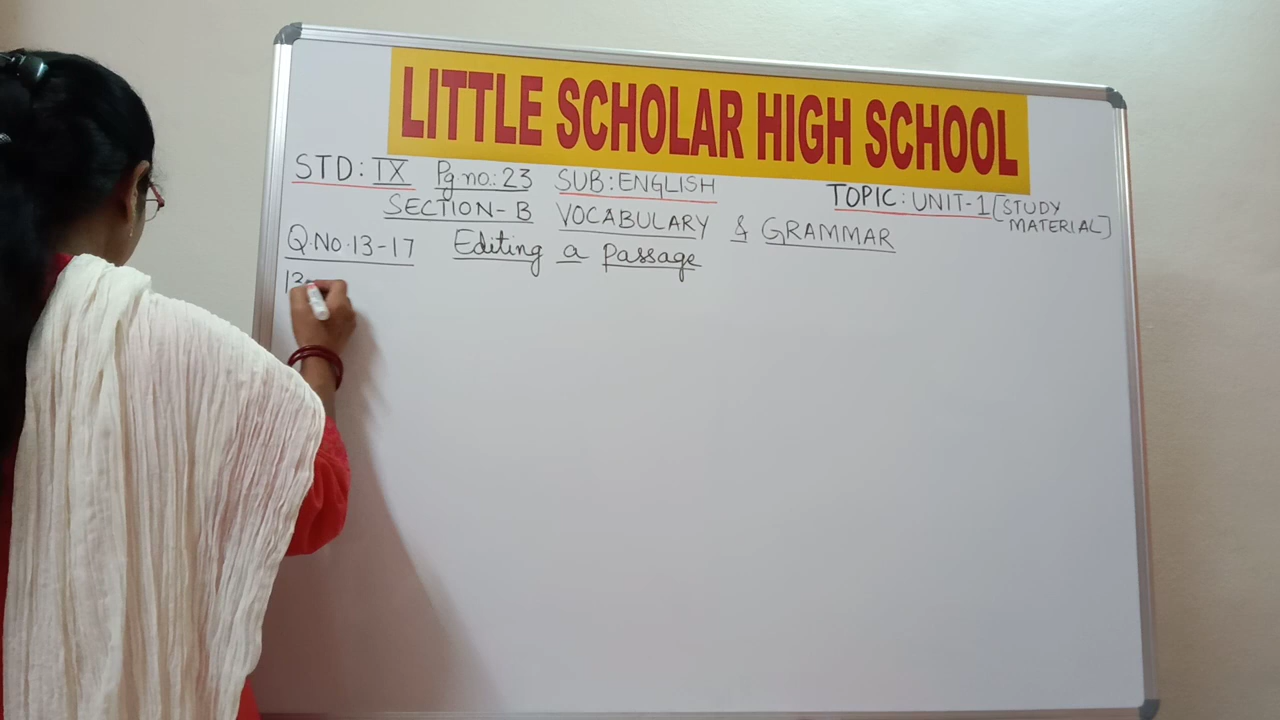 LITTLE SCHOLAR HIGH SCHOOL
STD: IX Pg.no.: 23 SUB: ENGLISH TOPIC: UNIT-1 [STUDY MATERIAL]
SECTION-B VOCABULARY & GRAMMAR
Q.No. 13-17 Editing a Passage
13